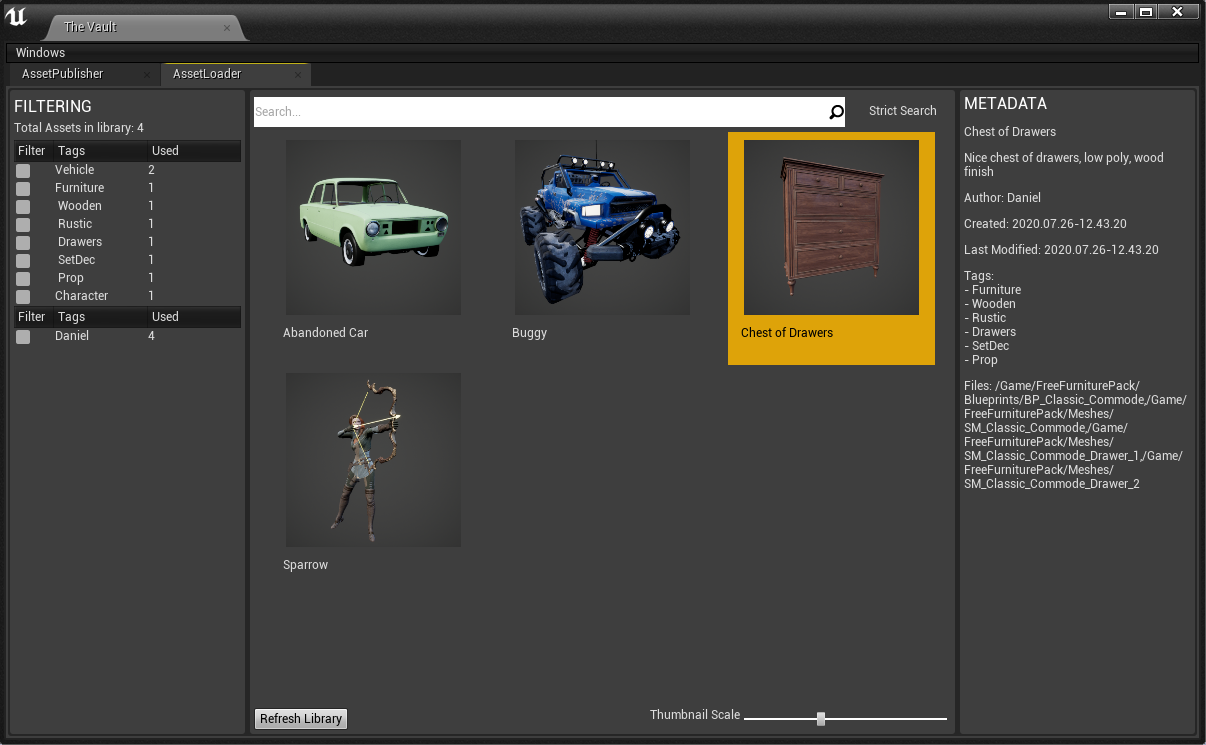 The Vault
Windows
AssetPublisher
AssetLoader
FILTERING
Total Assets in library: 4
Filter Tags Used
Vehicle 2
Furniture 1
Wooden 1
Rustic 1
Drawers 1
SetDec 1
Prop 1
Character 1
Filter Tags Used
Daniel 4
Search...
Strict Search
Abandoned Car
Buggy
Chest of Drawers
Sparrow
Refresh Library
Thumbnail Scale
METADATA
Chest of Drawers
Nice chest of drawers, low poly, wood
finish
Author: Daniel
Created: 2020.07.26-12.43.20
Last Modified: 2020.07.26-12.43.20
Tags:
- Furniture
- Wooden
- Rustic
- Drawers
- SetDec
- Prop
Files: /Game/FreeFurniturePack/
Blueprints/BP_Classic_Commode,/Game/
FreeFurniturePack/Meshes/
SM_Classic_Commode,/Game/
FreeFurniturePack/Meshes/
SM_Classic_Commode_Drawer_1,/Game/
FreeFurniturePack/Meshes/
SM_Classic_Commode_Drawer_2